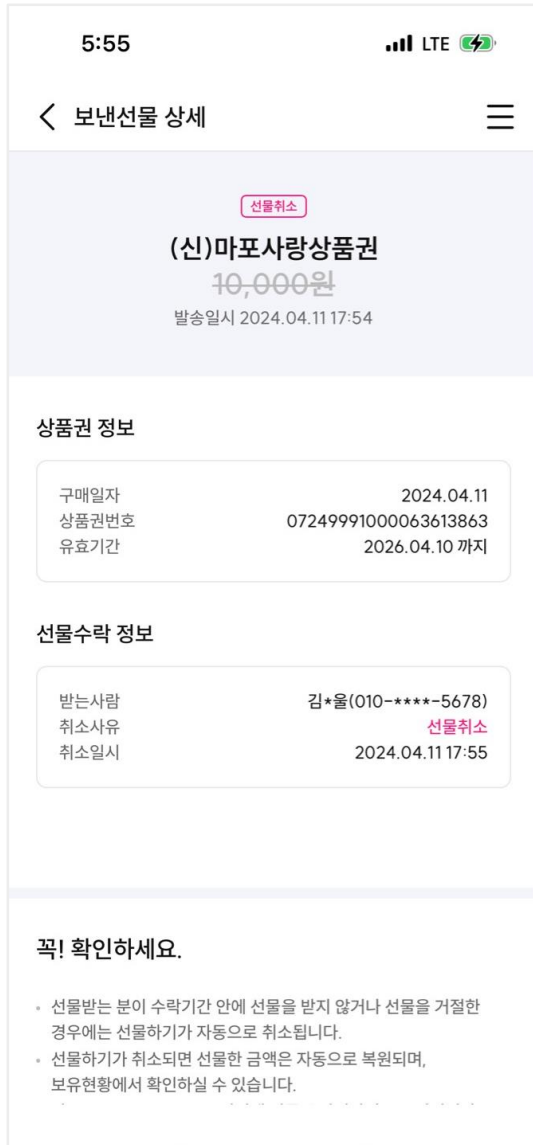 5:55
LTE
보낸선물 상세
선물취소
(신)마포사랑상품권
10,000원
발송일시 2024.04.11 17:54
상품권 정보
구매일자 2024.04.11
상품권번호 07249991000063613863
유효기간 2026.04.10 까지
선물수락 정보
받는사람 김*울(010-****-5678)
취소사유 선물취소
취소일시 2024.04.11 17:55
꼭! 확인하세요.
• 선물받는 분이 수락기간 안에 선물을 받지 않거나 선물을 거절한
경우에는 선물하기가 자동으로 취소됩니다.
• 선물하기가 취소되면 선물한 금액은 자동으로 복원되며,
보유현황에서 확인하실 수 있습니다.